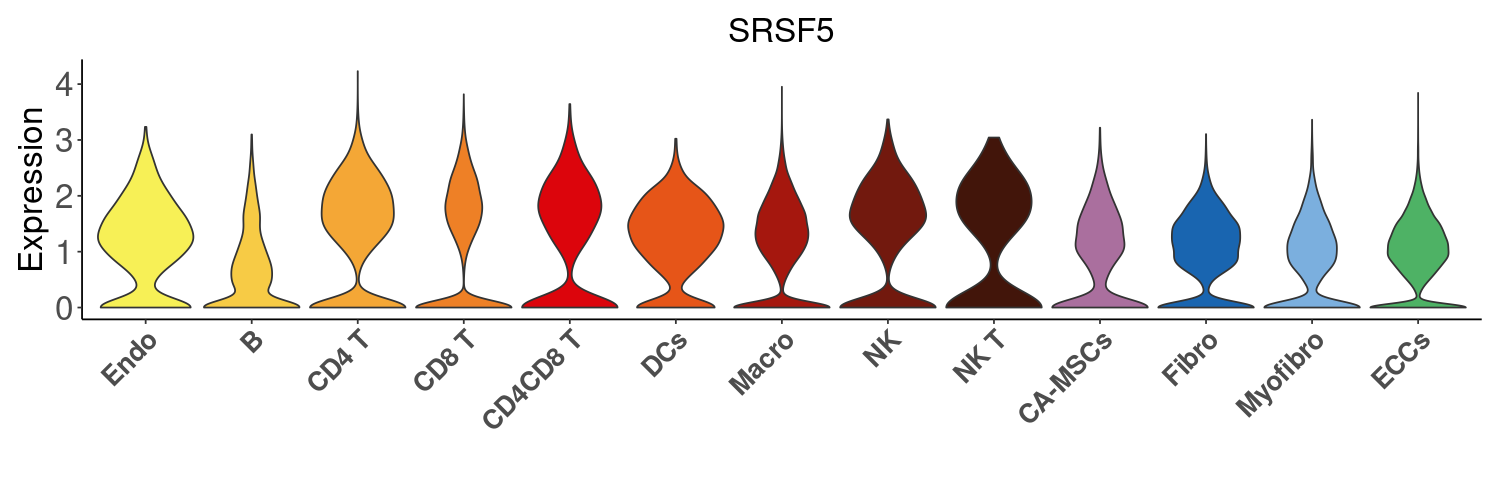 SRSF5
Expression
4
3
2
1
0
Endo
B
CD4 T
CD8 T
CD4CD8 T
DCs
Macro
NK
NK T
CA-MSCs
Fibro
Myofibro
ECCs